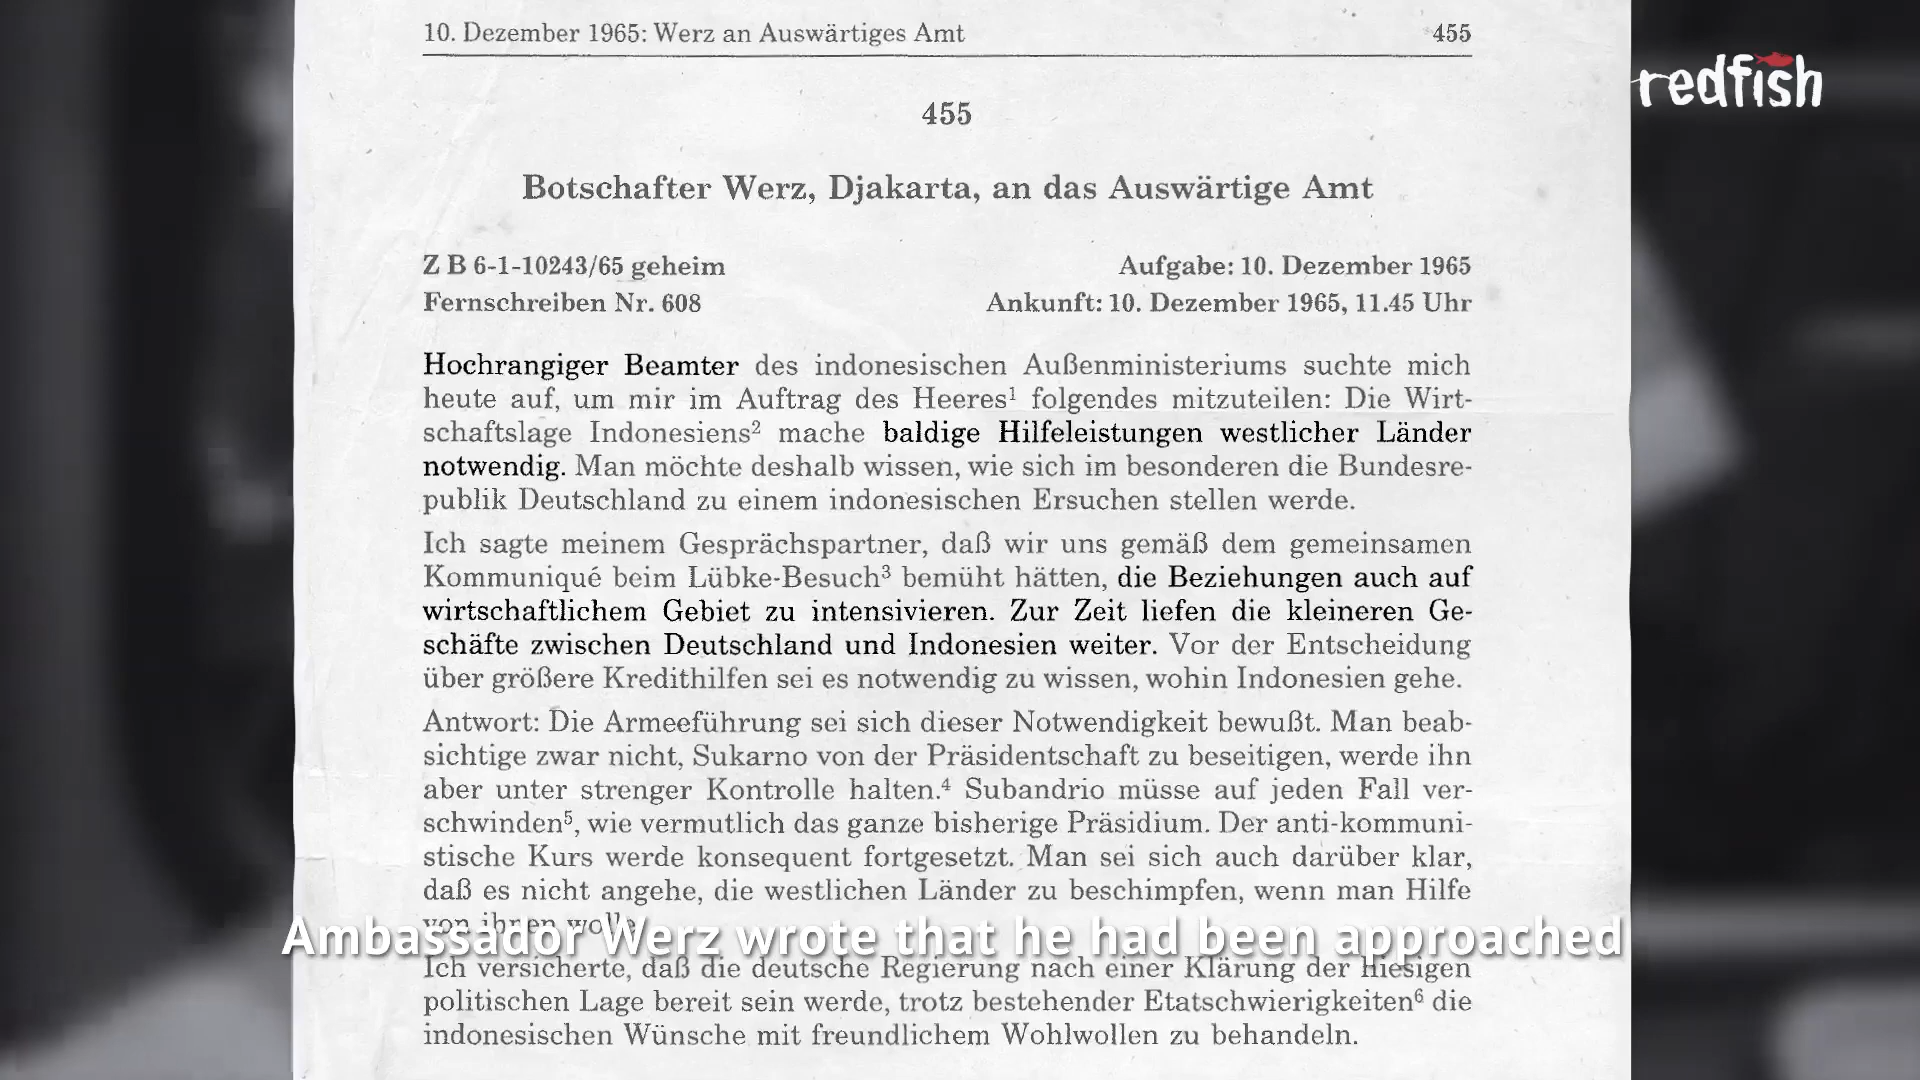 10. Dezember 1965: Werz an Auswärtiges Amt 455
redfish
455
Botschafter Werz, Djakarta, an das Auswärtige Amt
Z B 6-1-10243/65 geheim Aufgabe: 10. Dezember 1965
Fernschreiben Nr. 608 Ankunft: 10. Dezember 1965, 11.45 Uhr
Hochrangiger Beamter des indonesischen Außenministeriums suchte mich
heute auf, um mir im Auftrag des Heeres¹ folgendes mitzuteilen: Die Wirt-
schaftslage Indonesiens² mache baldige Hilfeleistungen westlicher Länder
notwendig. Man möchte deshalb wissen, wie sich im besonderen die Bundesre-
publik Deutschland zu einem indonesischen Ersuchen stellen werde.
Ich sagte meinem Gesprächspartner, daß wir uns gemäß dem gemeinsamen
Kommuniqué beim Lübke-Besuch³ bemüht hätten, die Beziehungen auch auf
wirtschaftlichem Gebiet zu intensivieren. Zur Zeit liefen die kleineren Ge-
schäfte zwischen Deutschland und Indonesien weiter. Vor der Entscheidung
über größere Kredithilfen sei es notwendig zu wissen, wohin Indonesien gehe.
Antwort: Die Armeeführung sei sich dieser Notwendigkeit bewußt. Man beab-
sichtige zwar nicht, Sukarno von der Präsidentschaft zu beseitigen, werde ihn
aber unter strenger Kontrolle halten.⁴ Subandrio müsse auf jeden Fall ver-
schwinden⁵, wie vermutlich das ganze bisherige Präsidium. Der anti-kommuni-
stische Kurs werde konsequent fortgesetzt. Man sei sich auch darüber klar,
daß es nicht angehe, die westlichen Länder zu beschimpfen, wenn man Hilfe
von ihnen wolle.
Ambassador Werz wrote that he had been approached
Ich versicherte, daß die deutsche Regierung nach einer Klärung der hiesigen
politischen Lage bereit sein werde, trotz bestehender Etatschwierigkeiten⁶ die
indonesischen Wünsche mit freundlichem Wohlwollen zu behandeln.